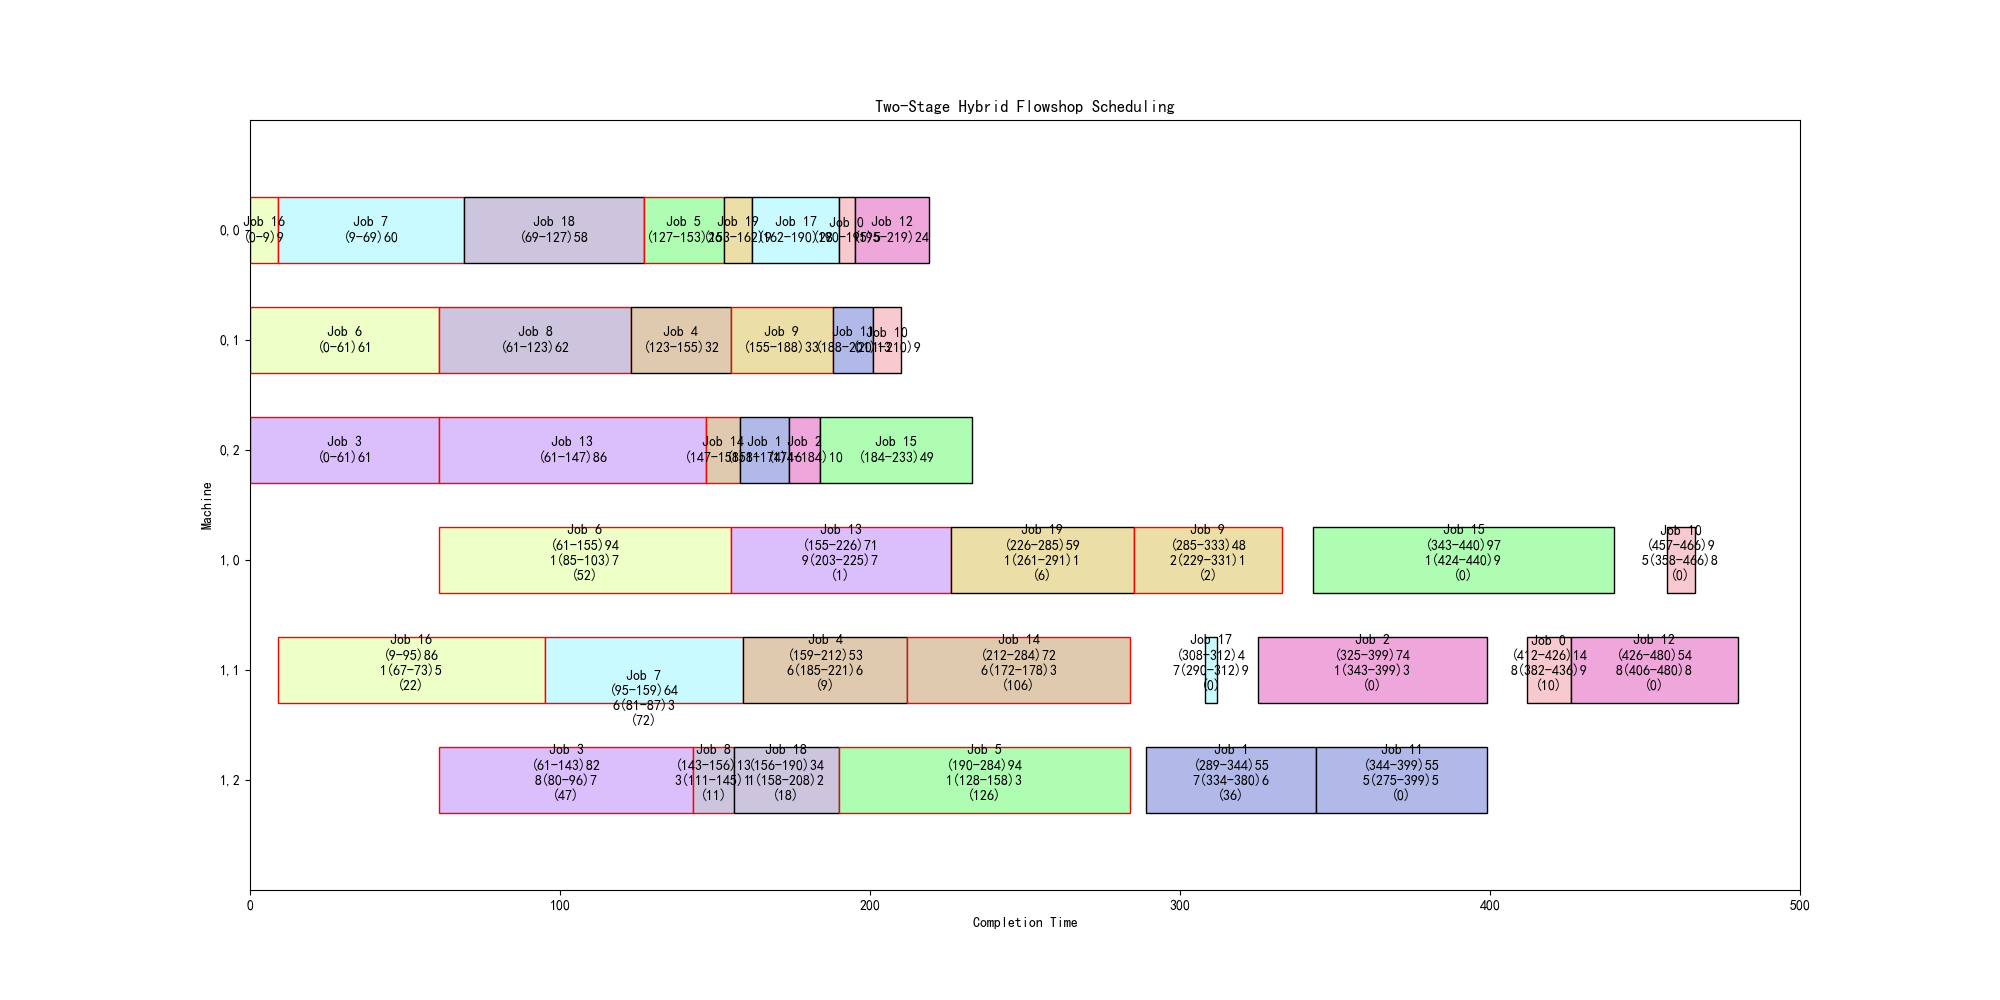 Two-Stage Hybrid Flowshop Scheduling
0,0
Job 16
(0-9)9
Job 7
(9-69)60
Job 18
(69-127)58
Job 5
(127-153)26
Job 19
(153-162)9
Job 17
(162-190)28
Job 0
(190-195)5
Job 12
(195-219)24
0,1
Job 6
(0-61)61
Job 8
(61-123)62
Job 4
(123-155)32
Job 9
(155-188)33
Job 11
(188-201)13
Job 10
(201-210)9
0,2
Job 3
(0-61)61
Job 13
(61-147)86
Job 14
(147-158)11
Job 1
(158-174)16
Job 2
(174-184)10
Job 15
(184-233)49
Machine
1,0
Job 6
(61-155)94
1(85-103)7
(52)
Job 13
(155-226)71
9(203-225)7
(1)
Job 19
(226-285)59
1(261-291)1
(6)
Job 9
(285-333)48
2(229-331)1
(2)
Job 15
(343-440)97
1(424-440)9
(0)
Job 10
(457-466)9
5(358-466)8
(0)
1,1
Job 16
(9-95)86
1(67-73)5
(22)
Job 7
(95-159)64
6(81-87)3
(72)
Job 4
(159-212)53
6(185-221)6
(9)
Job 14
(212-284)72
6(172-178)3
(106)
Job 17
(308-312)4
7(290-312)9
(0)
Job 2
(325-399)74
1(343-399)3
(0)
Job 0
(412-426)14
8(382-436)9
(10)
Job 12
(426-480)54
8(406-480)8
(0)
1,2
Job 3
(61-143)82
8(80-96)7
(47)
Job 8
(143-156)13
3(111-145)1
(11)
Job 18
(156-190)34
1(158-208)2
(18)
Job 5
(190-284)94
1(128-158)3
(126)
Job 1
(289-344)55
7(334-380)6
(36)
Job 11
(344-399)55
5(275-399)5
(0)
0 100 200 300 400 500
Completion Time